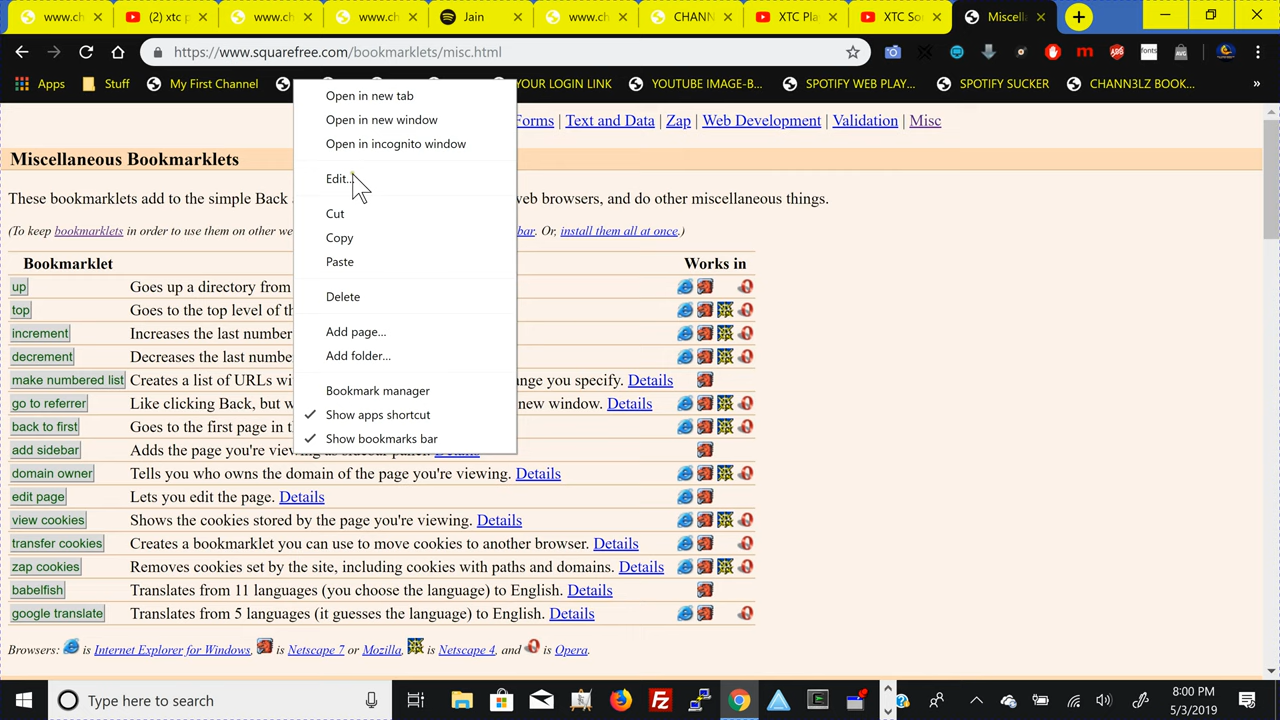 www.ch
(2) xtc p
www.ch
www.ch
Jain
www.ch
CHANN
XTC Pla
XTC So
Miscell
https://www.squarefree.com/bookmarklets/misc.html
Apps
Stuff
My First Channel
YOUR LOGIN LINK
YOUTUBE IMAGE-B...
SPOTIFY WEB PLAY...
SPOTIFY SUCKER
CHANN3LZ BOOK...
»
Open in new tab
Open in new window
Open in incognito window
Edit...
Cut
Copy
Paste
Delete
Add page...
Add folder...
Bookmark manager
Show apps shortcut
Show bookmarks bar
Forms | Text and Data | Zap | Web Development | Validation | Misc
Miscellaneous Bookmarklets
These bookmarklets add to the simple Back web browsers, and do other miscellaneous things.
(To keep bookmarklets in order to use them on other we bar. Or, install them all at once.)
Bookmarklet Works in
up Goes up a directory from
top Goes to the top level of th
increment Increases the last number
decrement Decreases the last numbe
make numbered list Creates a list of URLs wi ange you specify. Details
go to referrer Like clicking Back, but w new window. Details
back to first Goes to the first page in t
add sidebar Adds the page you're viewing as sidebar panel. Details
domain owner Tells you who owns the domain of the page you're viewing. Details
edit page Lets you edit the page. Details
view cookies Shows the cookies stored by the page you're viewing. Details
transfer cookies Creates a bookmarklet you can use to move cookies to another browser. Details
zap cookies Removes cookies set by the site, including cookies with paths and domains. Details
babelfish Translates from 11 languages (you choose the language) to English. Details
google translate Translates from 5 languages (it guesses the language) to English. Details
Browsers: is Internet Explorer for Windows, is Netscape 7 or Mozilla, is Netscape 4, and is Opera.
Type here to search
8:00 PM
5/3/2019